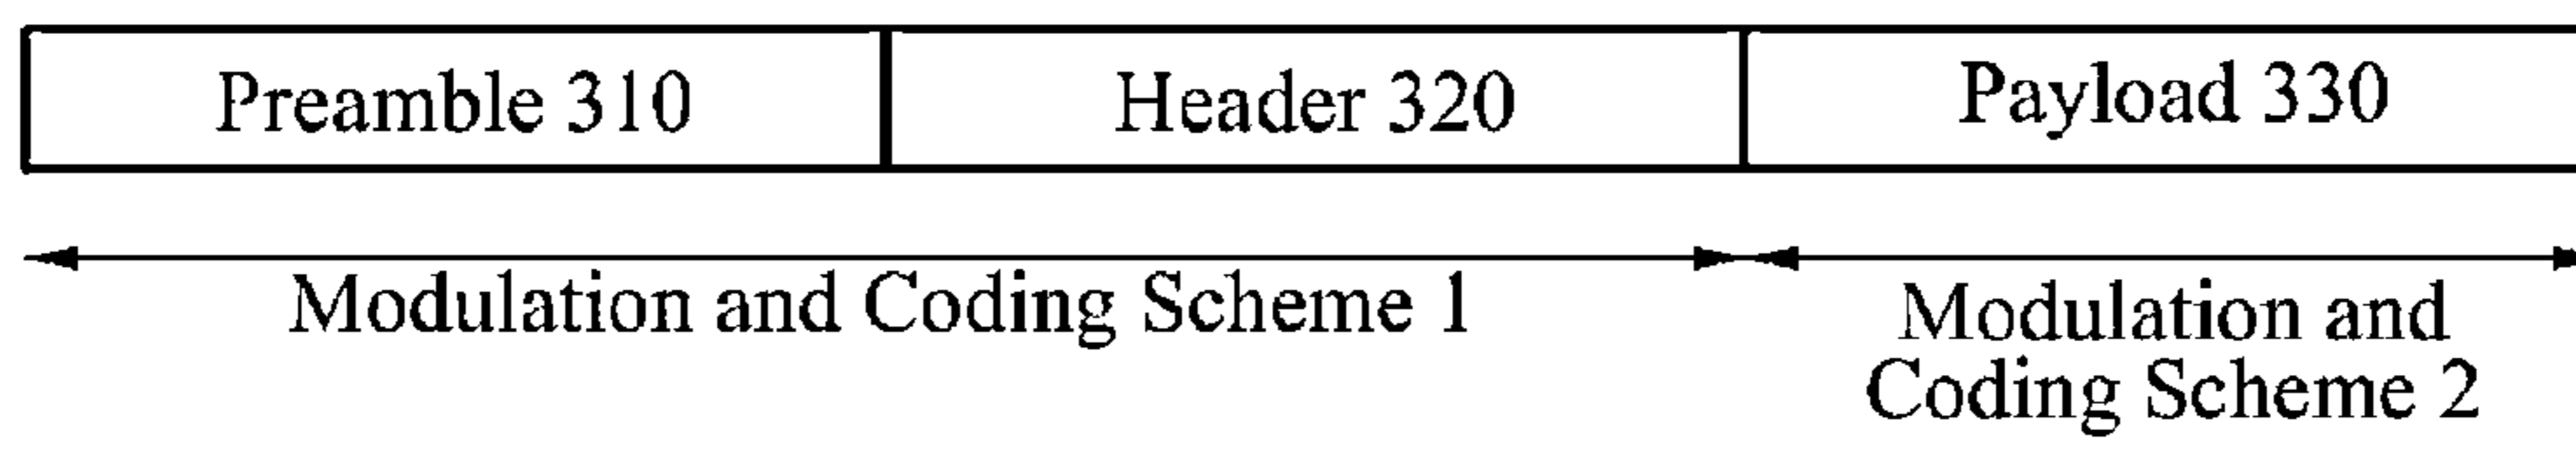 Preamble 310
Header 320
Payload 330
Modulation and Coding Scheme 1
Modulation and
Coding Scheme 2